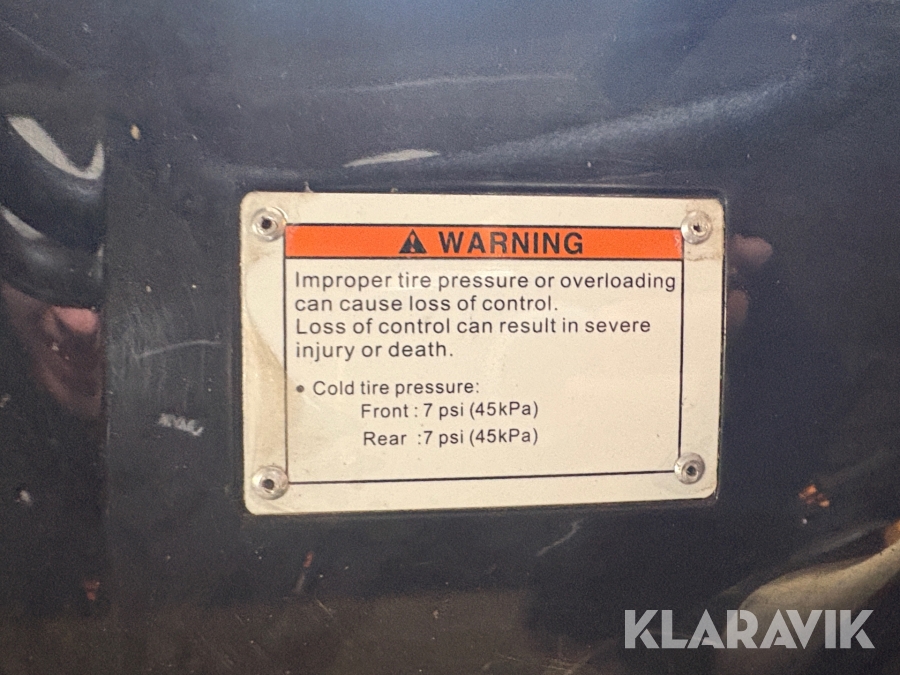 WARNING
Improper tire pressure or overloading
can cause loss of control.
Loss of control can result in severe
injury or death.
• Cold tire pressure:
Front : 7 psi (45kPa)
Rear :7 psi (45kPa)
KLARAVIK